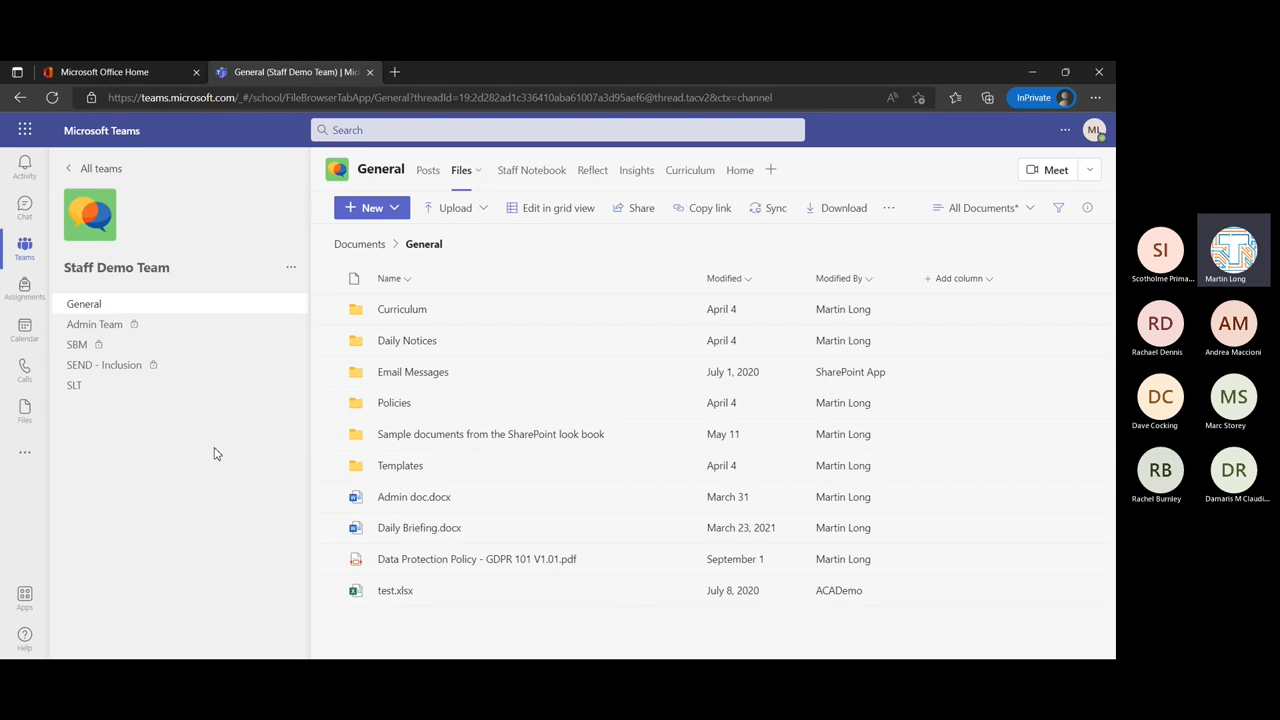 Microsoft Office Home
General (Staff Demo Team) | Mic
https://teams.microsoft.com/_#/school/FileBrowserTabApp/General?threadId=19:2d282ad1c336410aba61007a3d95aef6@thread.tacv2&ctx=channel
InPrivate
Microsoft Teams
Search
ML
Activity
Chat
Teams
Assignments
Calendar
Calls
Files
Apps
Help
All teams
Staff Demo Team
General
Admin Team
SBM
SEND - Inclusion
SLT
General Posts Files Staff Notebook Reflect Insights Curriculum Home Meet
New Upload Edit in grid view Share Copy link Sync Download All Documents*
Documents > General
Name Modified Modified By Add column
Curriculum April 4 Martin Long
Daily Notices April 4 Martin Long
Email Messages July 1, 2020 SharePoint App
Policies April 4 Martin Long
Sample documents from the SharePoint look book May 11 Martin Long
Templates April 4 Martin Long
Admin doc.docx March 31 Martin Long
Daily Briefing.docx March 23, 2021 Martin Long
Data Protection Policy - GDPR 101 V1.01.pdf September 1 Martin Long
test.xlsx July 8, 2020 ACADemo
SI
Scotholme Prima... Martin Long
RD AM
Rachael Dennis Andrea Maccioni
DC MS
Dave Cocking Marc Storey
RB DR
Rachel Burnley Damaris M Claudi...